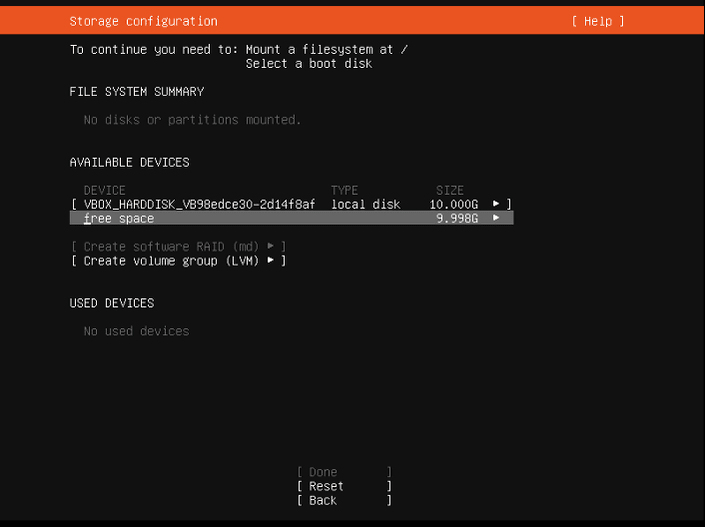 Storage configuration [ Help ]
To continue you need to: Mount a filesystem at /
Select a boot disk
FILE SYSTEM SUMMARY
No disks or partitions mounted.
AVAILABLE DEVICES
DEVICE TYPE SIZE
[ VBOX_HARDDISK_VB98edce30-2d14f8af local disk 10.000G ► ]
free space 9.998G ►
[ Create software RAID (md) ► ]
[ Create volume group (LVM) ► ]
USED DEVICES
No used devices
[ Done ]
[ Reset ]
[ Back ]